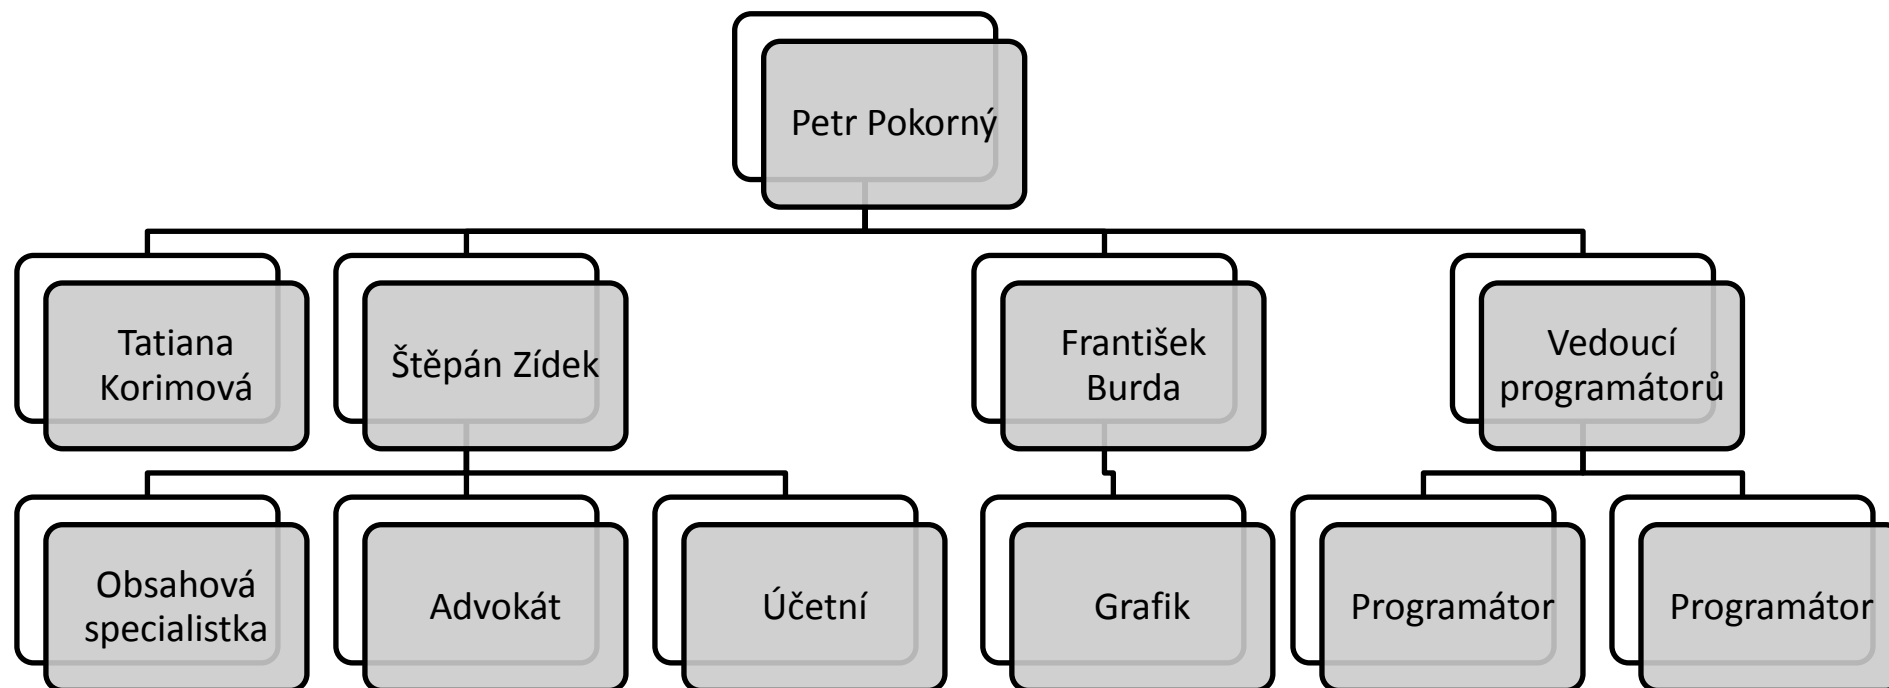 Petr Pokorný
Tatiana
Korimová
Štěpán Zídek
František
Burda
Vedoucí
programátorů
Obsahová
specialistka
Advokát
Účetní
Grafik
Programátor
Programátor